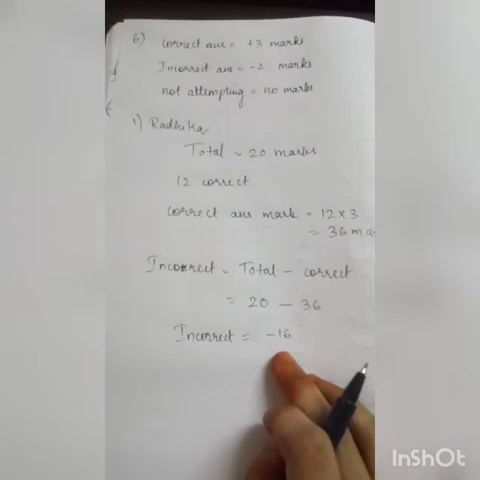 6) correct ans = +3 marks
Incorrect ans = -2 marks
not attempting = no marks
i) Radhika
Total = 20 marks
12 correct
correct ans mark = 12 x 3
= 36 ma
Incorrect = Total - correct
= 20 - 36
Incorrect = -16
InShOt